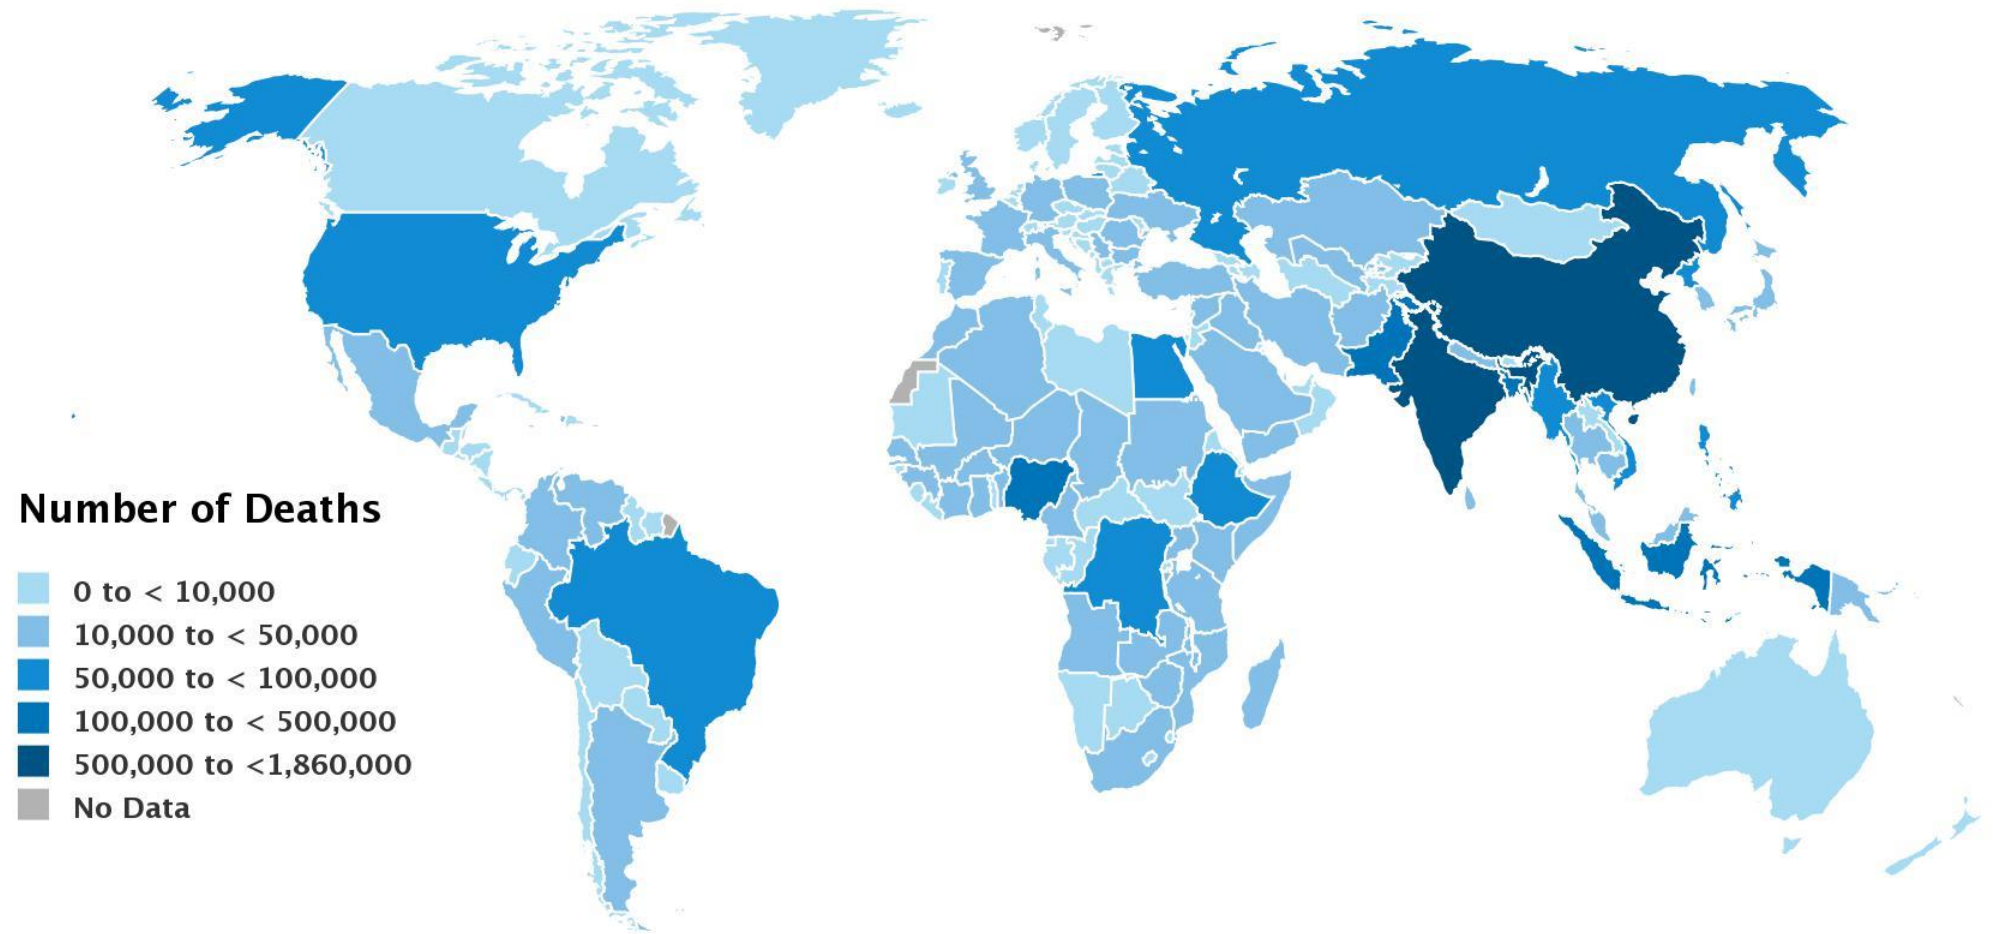 Number of Deaths
0 to < 10,000
10,000 to < 50,000
50,000 to < 100,000
100,000 to < 500,000
500,000 to <1,860,000
No Data